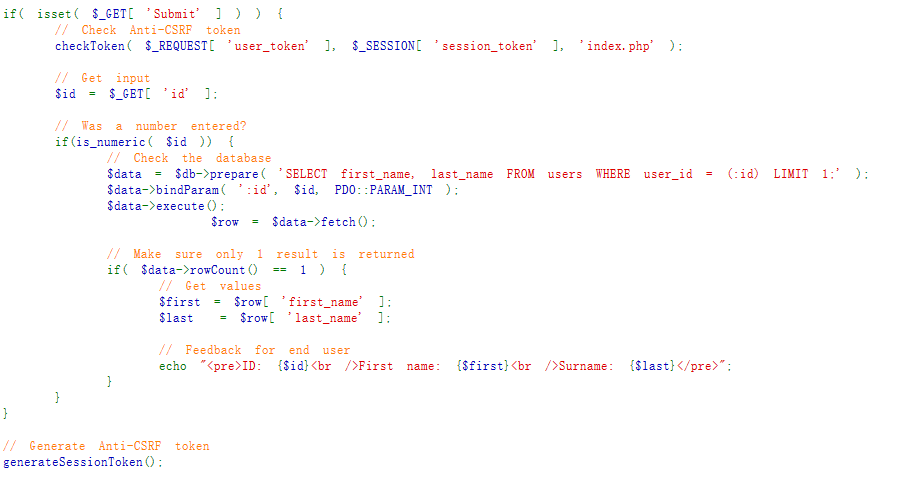 if( isset( $_GET[ 'Submit' ] ) ) {
// Check Anti-CSRF token
checkToken( $_REQUEST[ 'user_token' ], $_SESSION[ 'session_token' ], 'index.php' );
// Get input
$id = $_GET[ 'id' ];
// Was a number entered?
if(is_numeric( $id )) {
// Check the database
$data = $db->prepare( 'SELECT first_name, last_name FROM users WHERE user_id = (:id) LIMIT 1;' );
$data->bindParam( ':id', $id, PDO::PARAM_INT );
$data->execute();
$row = $data->fetch();
// Make sure only 1 result is returned
if( $data->rowCount() == 1 ) {
// Get values
$first = $row[ 'first_name' ];
$last = $row[ 'last_name' ];
// Feedback for end user
echo "<pre>ID: {$id}<br />First name: {$first}<br />Surname: {$last}</pre>";
}
}
}
// Generate Anti-CSRF token
generateSessionToken();